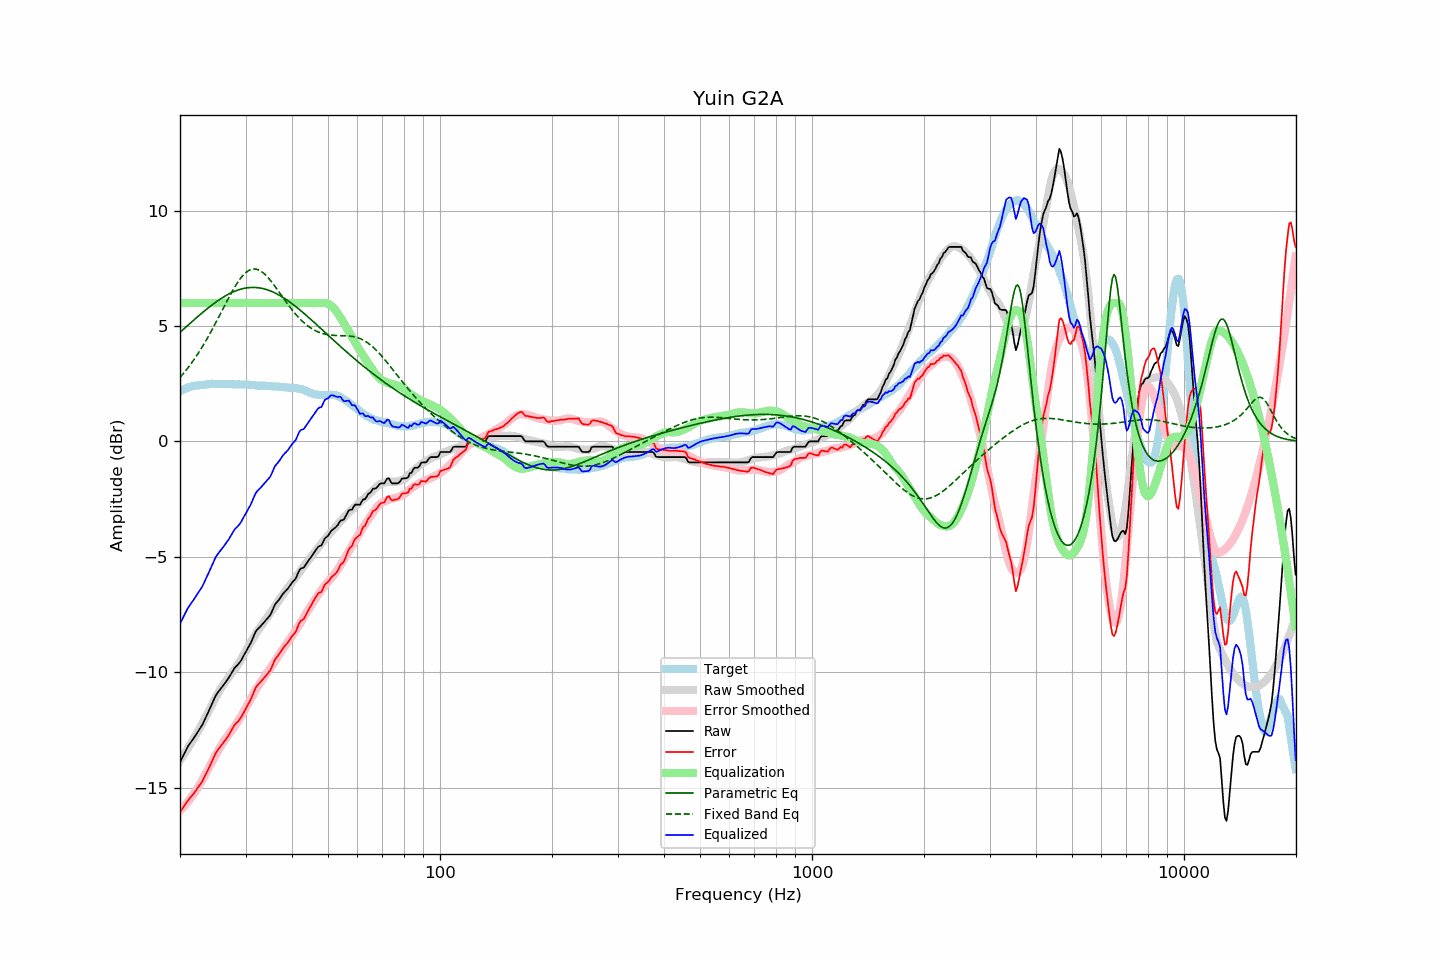 Yuin G2A
Amplitude (dBr)
10
5
0
−5
−10
−15
Target
Raw Smoothed
Error Smoothed
Raw
Error
Equalization
Parametric Eq
Fixed Band Eq
Equalized
100 1000 10000
Frequency (Hz)